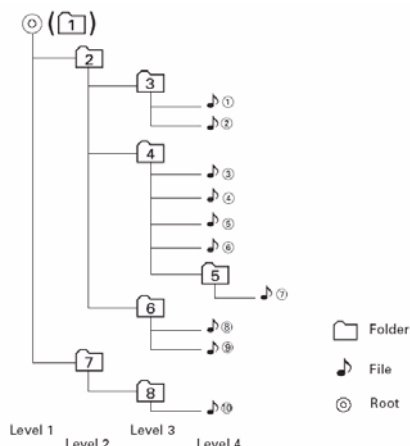 (1)
2
3
①
②
4
③
④
⑤
⑥
5
⑦
6
⑧
⑨
7
8
⑩
Folder
File
Root
Level 1
Level 2
Level 3
Level 4